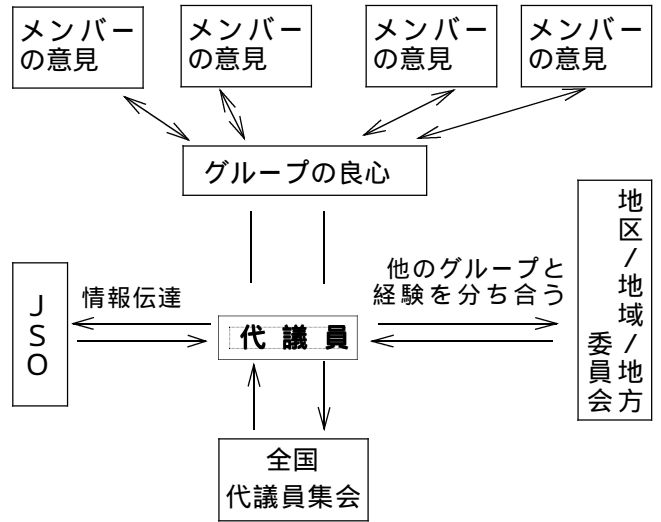 メンバー
の意見
メンバー
の意見
メンバー
の意見
メンバー
の意見
グループの良心
他のグループと
経験を分ち合う
情報伝達
JSO
代議員
地区/地域/地方
委員会
全国
代議員集会